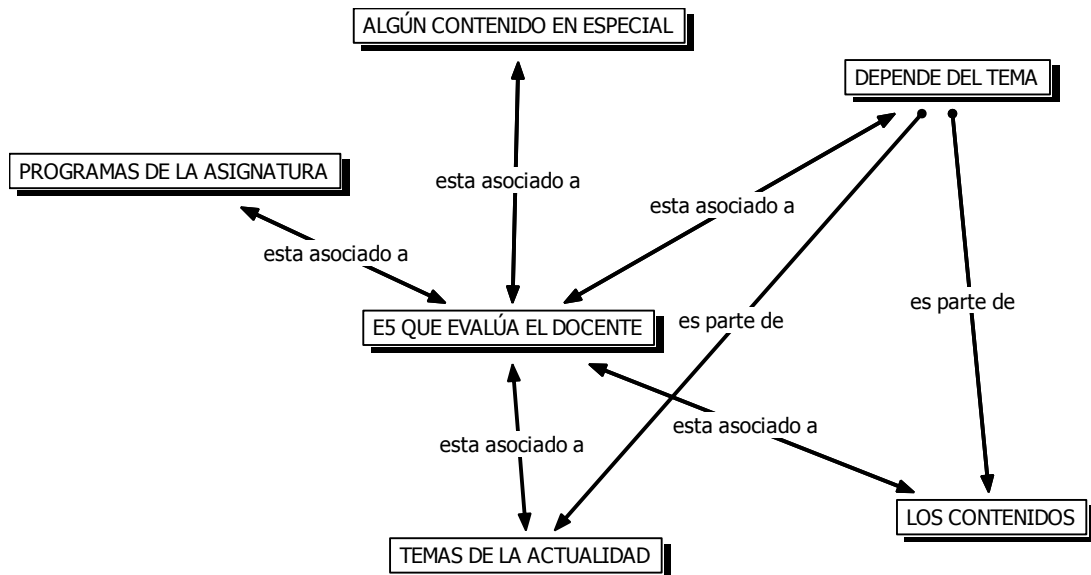 ALGÚN CONTENIDO EN ESPECIAL
DEPENDE DEL TEMA
PROGRAMAS DE LA ASIGNATURA
esta asociado a
esta asociado a
esta asociado a
es parte de
E5 QUE EVALÚA EL DOCENTE
es parte de
esta asociado a
esta asociado a
LOS CONTENIDOS
TEMAS DE LA ACTUALIDAD